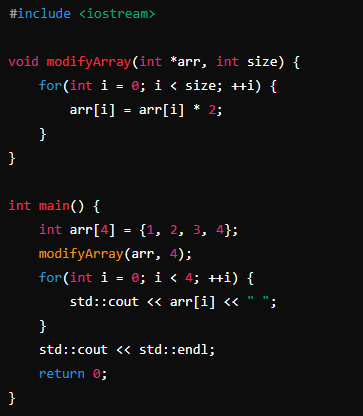 #include <iostream>

void modifyArray(int *arr, int size) {
    for(int i = 0; i < size; ++i) {
        arr[i] = arr[i] * 2;
    }
}

int main() {
    int arr[4] = {1, 2, 3, 4};
    modifyArray(arr, 4);
    for(int i = 0; i < 4; ++i) {
        std::cout << arr[i] << " ";
    }
    std::cout << std::endl;
    return 0;
}